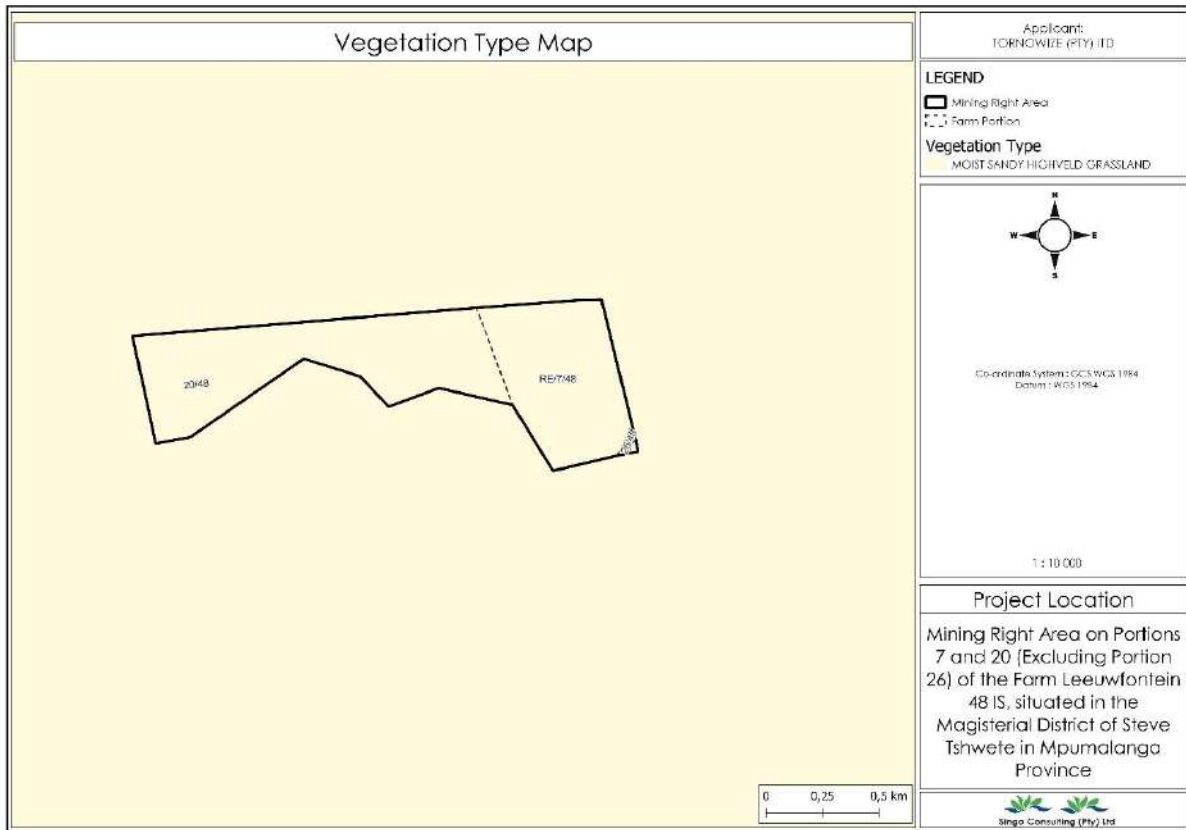 Vegetation Type Map
20/48
RE/7/48
0 0,25 0,5 km
Applicant:
TORNOWIZE (PTY) lTD
LEGEND
Mining Right Area
Farm Portion
Vegetation Type
MOIST SANDY HIGHVELD GRASSLAND
N
W E
S
Co-ordinate System : GCS WGS 1984
Datum : WGS 1984
1 : 10 000
Project Location
Mining Right Area on Portions
7 and 20 (Excluding Portion
26) of the Farm Leeuwfontein
48 IS, situated in the
Magisterial District of Steve
Tshwete in Mpumalanga
Province
Singo Consulting (Pty) Ltd